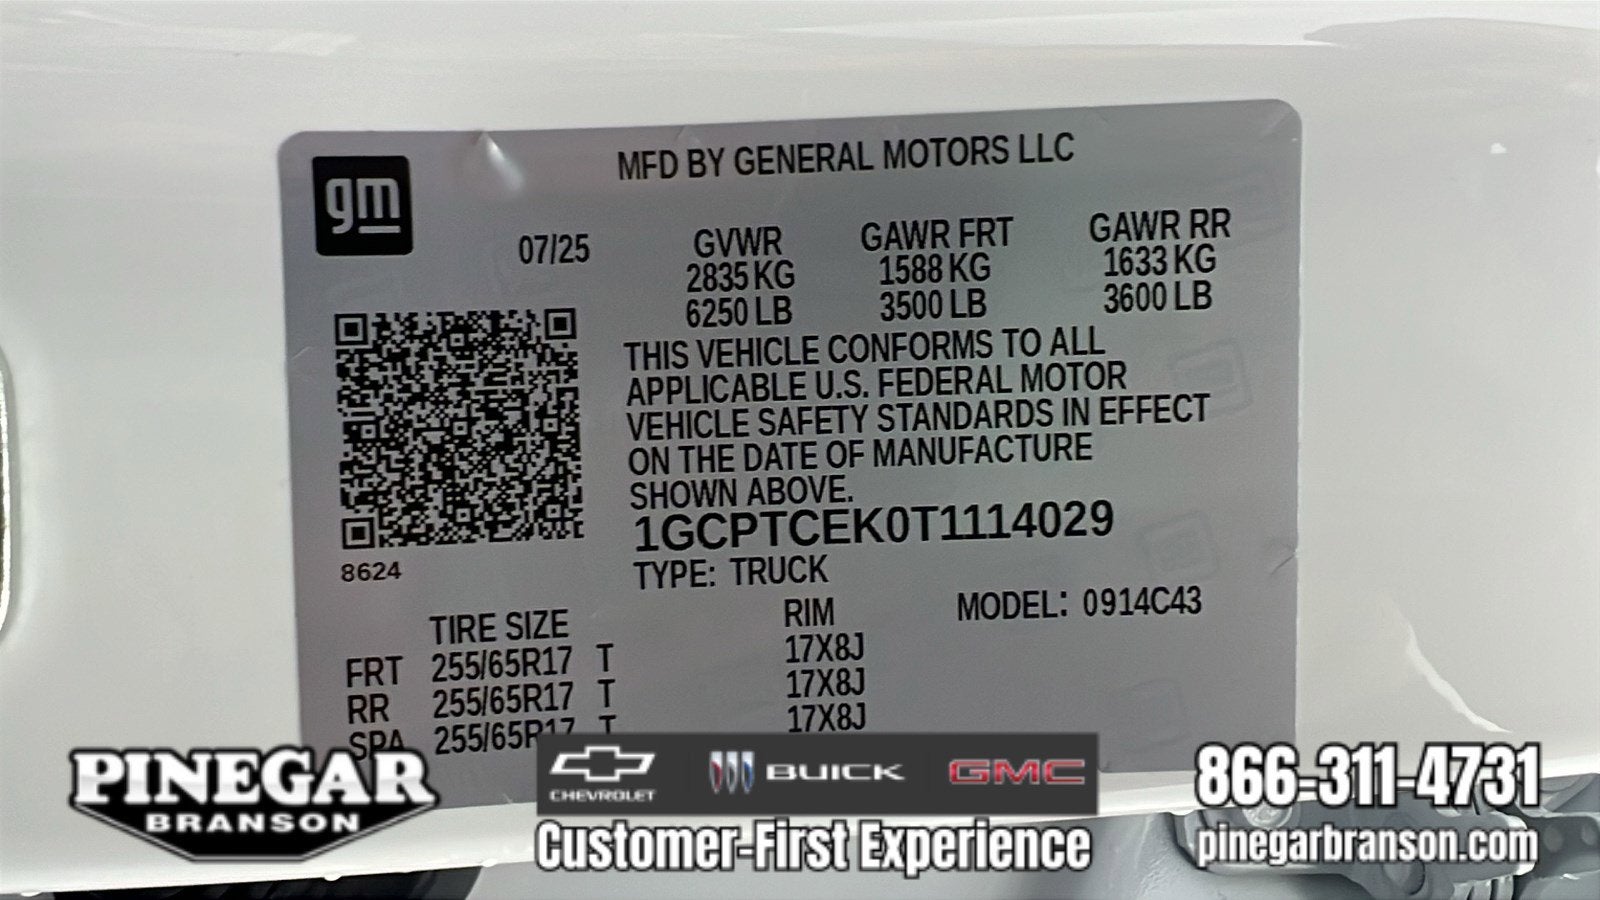 gm
MFD BY GENERAL MOTORS LLC
07/25
GVWR GAWR FRT GAWR RR
2835 KG 1588 KG 1633 KG
6250 LB 3500 LB 3600 LB
THIS VEHICLE CONFORMS TO ALL
APPLICABLE U.S. FEDERAL MOTOR
VEHICLE SAFETY STANDARDS IN EFFECT
ON THE DATE OF MANUFACTURE
SHOWN ABOVE.
1GCPTCEK0T1114029
8624
TYPE: TRUCK
MODEL: 0914C43
TIRE SIZE RIM
FRT 255/65R17 T 17X8J
RR 255/65R17 T 17X8J
SPA 255/65R17 T 17X8J
PINEGAR
BRANSON
CHEVROLET BUICK GMC
Customer-First Experience
866-311-4731
pinegarbranson.com